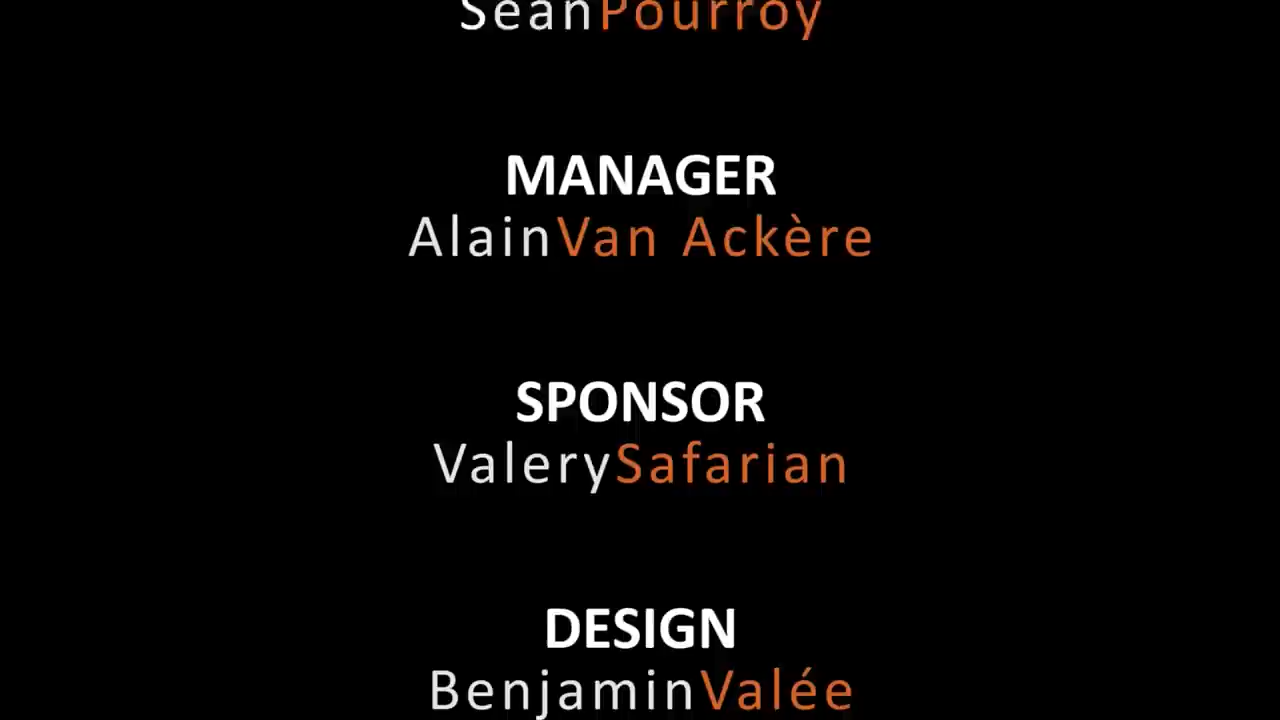 SeanPourroy
MANAGER
AlainVan Ackère
SPONSOR
ValerySafarian
DESIGN
BenjaminValée